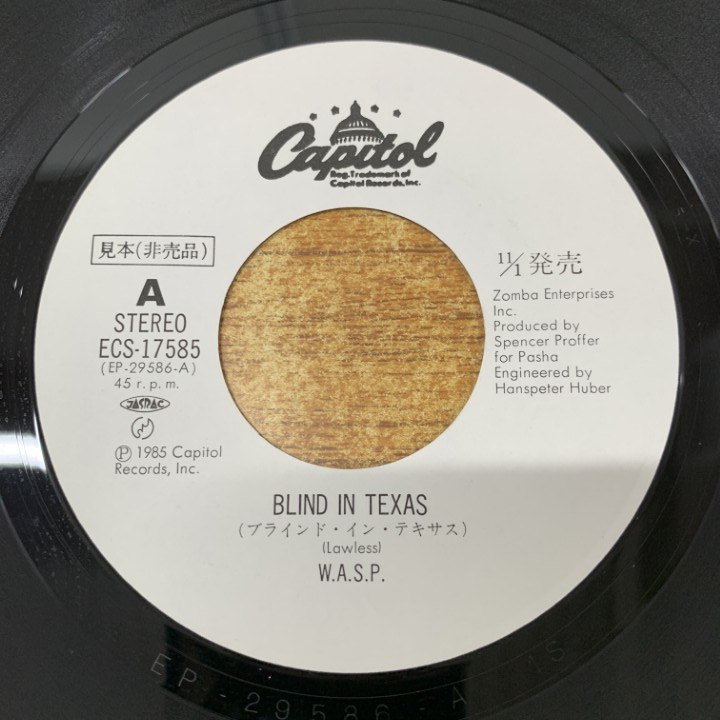 Capitol
Reg. Trademark of
Capitol Records, Inc.
見本(非売品)
A
STEREO
ECS-17585
(EP-29586-A)
45 r.p.m.
JASRAC
Ⓟ 1985 Capitol
Records, Inc.
11/1 発売
Zomba Enterprises
Inc.
Produced by
Spencer Proffer
for Pasha
Engineered by
Hanspeter Huber
BLIND IN TEXAS
(ブラインド・イン・テキサス)
(Lawless)
W.A.S.P.
EP-29586-A 1S